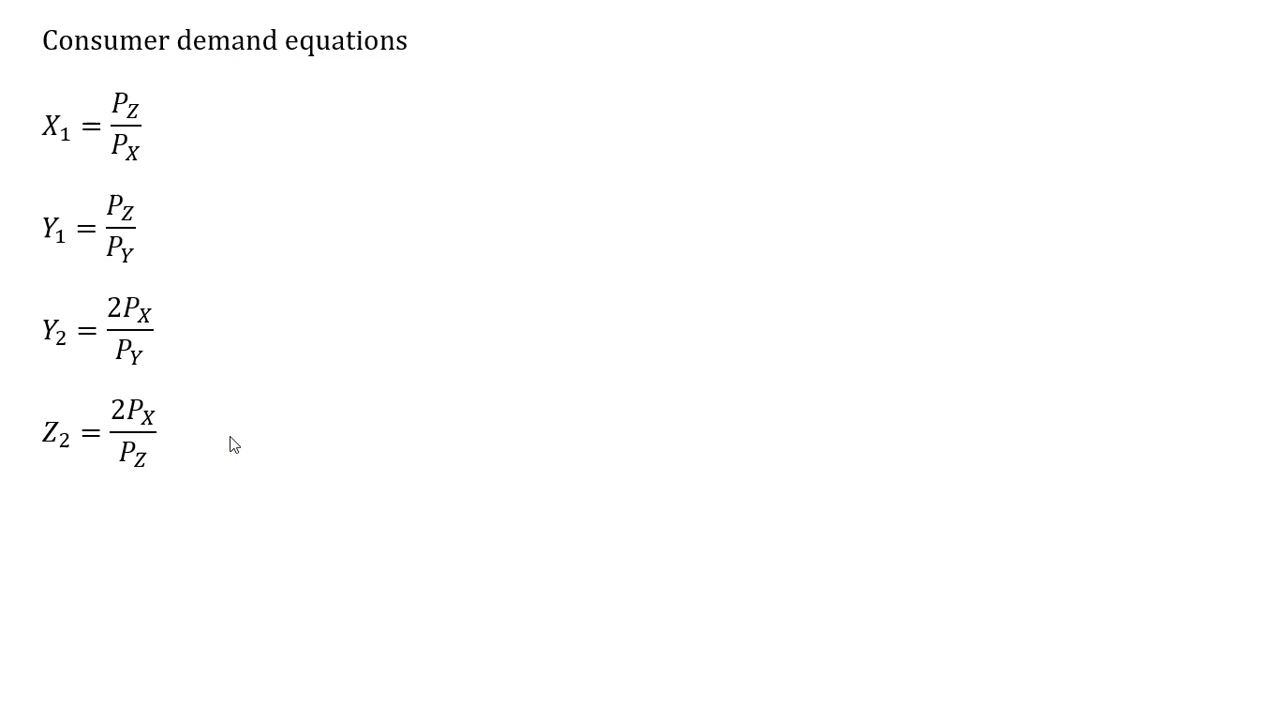 Consumer demand equations
X₁ = P_Z / P_X
Y₁ = P_Z / P_Y
Y₂ = 2P_X / P_Y
Z₂ = 2P_X / P_Z